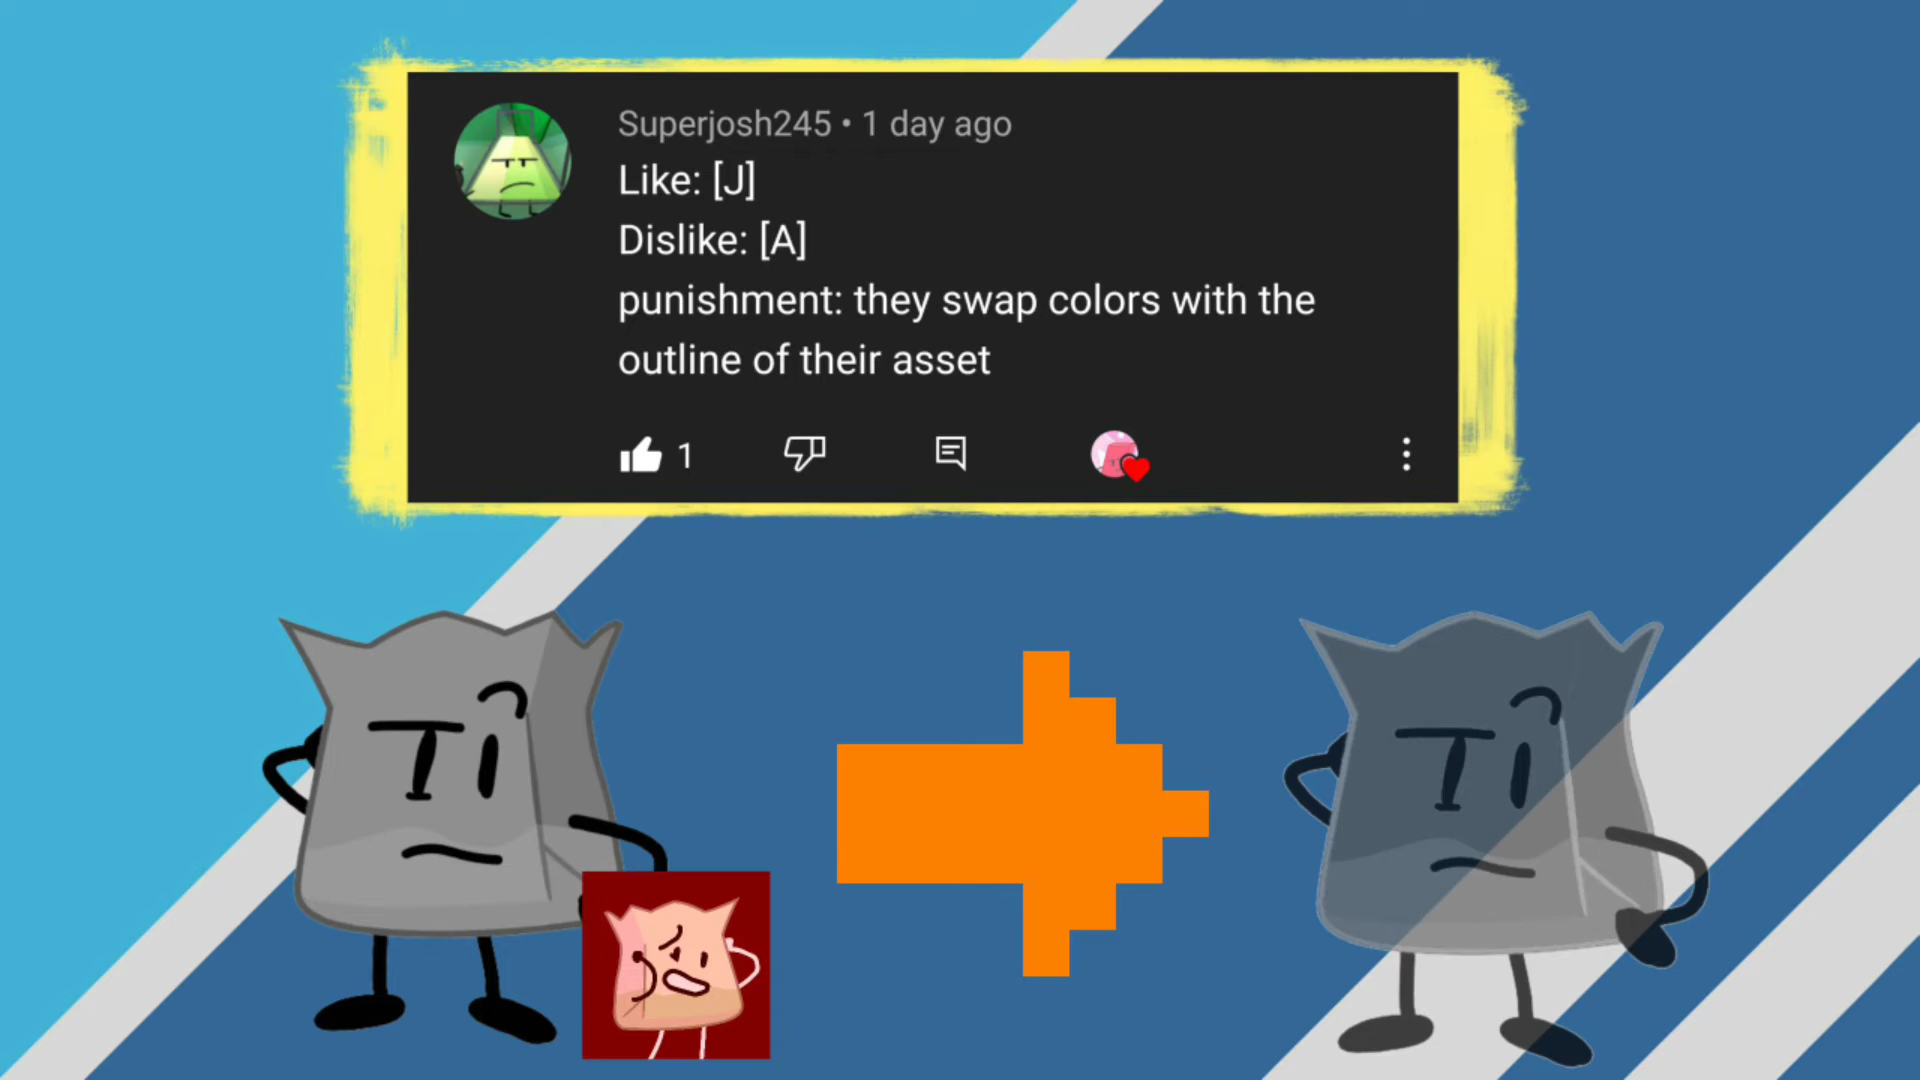 Superjosh245 • 1 day ago
Like: [J]
Dislike: [A]
punishment: they swap colors with the
outline of their asset
1